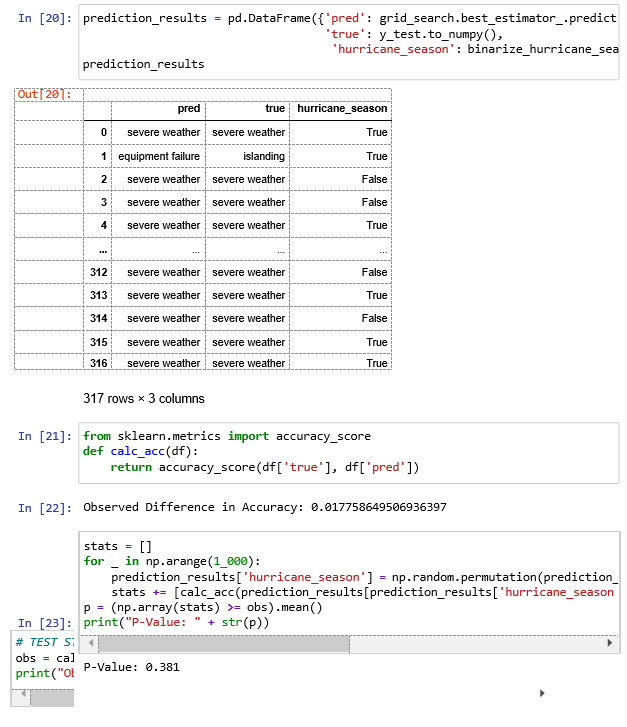 In [20]: prediction_results = pd.DataFrame({'pred': grid_search.best_estimator_.predict
'true': y_test.to_numpy(),
'hurricane_season': binarize_hurricane_sea
prediction_results
Out[20]:
pred true hurricane_season
0 severe weather severe weather True
1 equipment failure islanding True
2 severe weather severe weather False
3 severe weather severe weather False
4 severe weather severe weather True
... ... ... ...
312 severe weather severe weather False
313 severe weather severe weather True
314 severe weather severe weather False
315 severe weather severe weather True
316 severe weather severe weather True
317 rows × 3 columns
In [21]: from sklearn.metrics import accuracy_score
def calc_acc(df):
return accuracy_score(df['true'], df['pred'])
In [22]: Observed Difference in Accuracy: 0.017758649506936397
stats = []
for _ in np.arange(1_000):
prediction_results['hurricane_season'] = np.random.permutation(prediction_
stats += [calc_acc(prediction_results[prediction_results['hurricane_season
p = (np.array(stats) >= obs).mean()
In [23]: print("P-Value: " + str(p))
# TEST ST
obs = cal
print("Ob
P-Value: 0.381